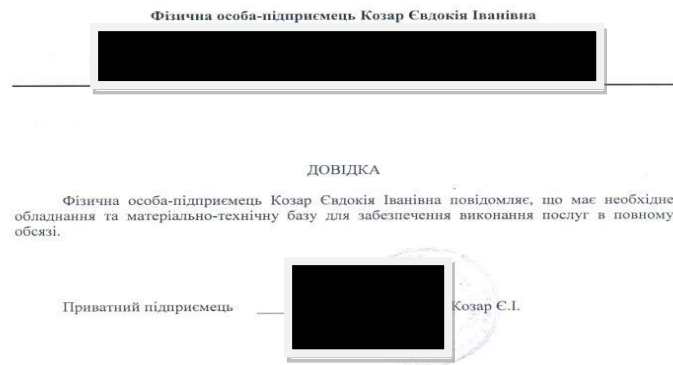 Фізична особа-підприємець Козар Євдокія Іванівна
ДОВІДКА
Фізична особа-підприємець Козар Євдокія Іванівна повідомляє, що має необхідне
обладнання та матеріально-технічну базу для забезпечення виконання послуг в повному
обсязі.
Приватний підприємець Козар Є.І.